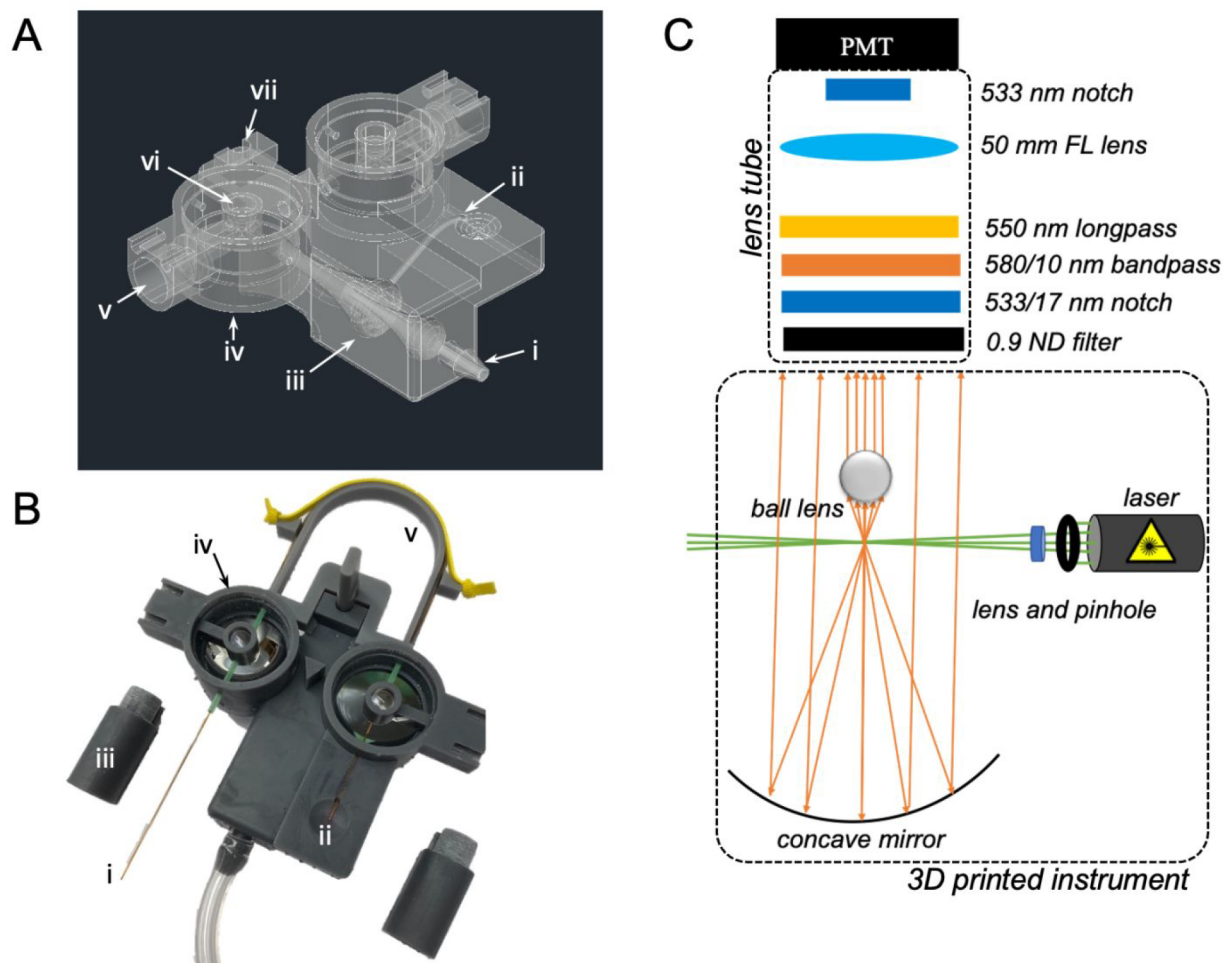 A
vii
vi
ii
v
iv
iii
i
B
iv
v
iii
ii
i
C
PMT
533 nm notch
lens tube
50 mm FL lens
550 nm longpass
580/10 nm bandpass
533/17 nm notch
0.9 ND filter
ball lens
laser
lens and pinhole
concave mirror
3D printed instrument